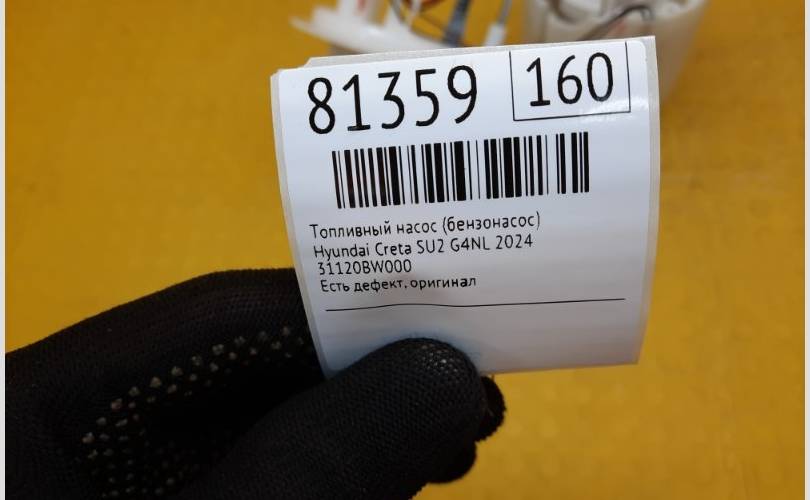 81359 160
Топливный насос (бензонасос)
Hyundai Creta SU2 G4NL 2024
31120BW000
Есть дефект, оригинал